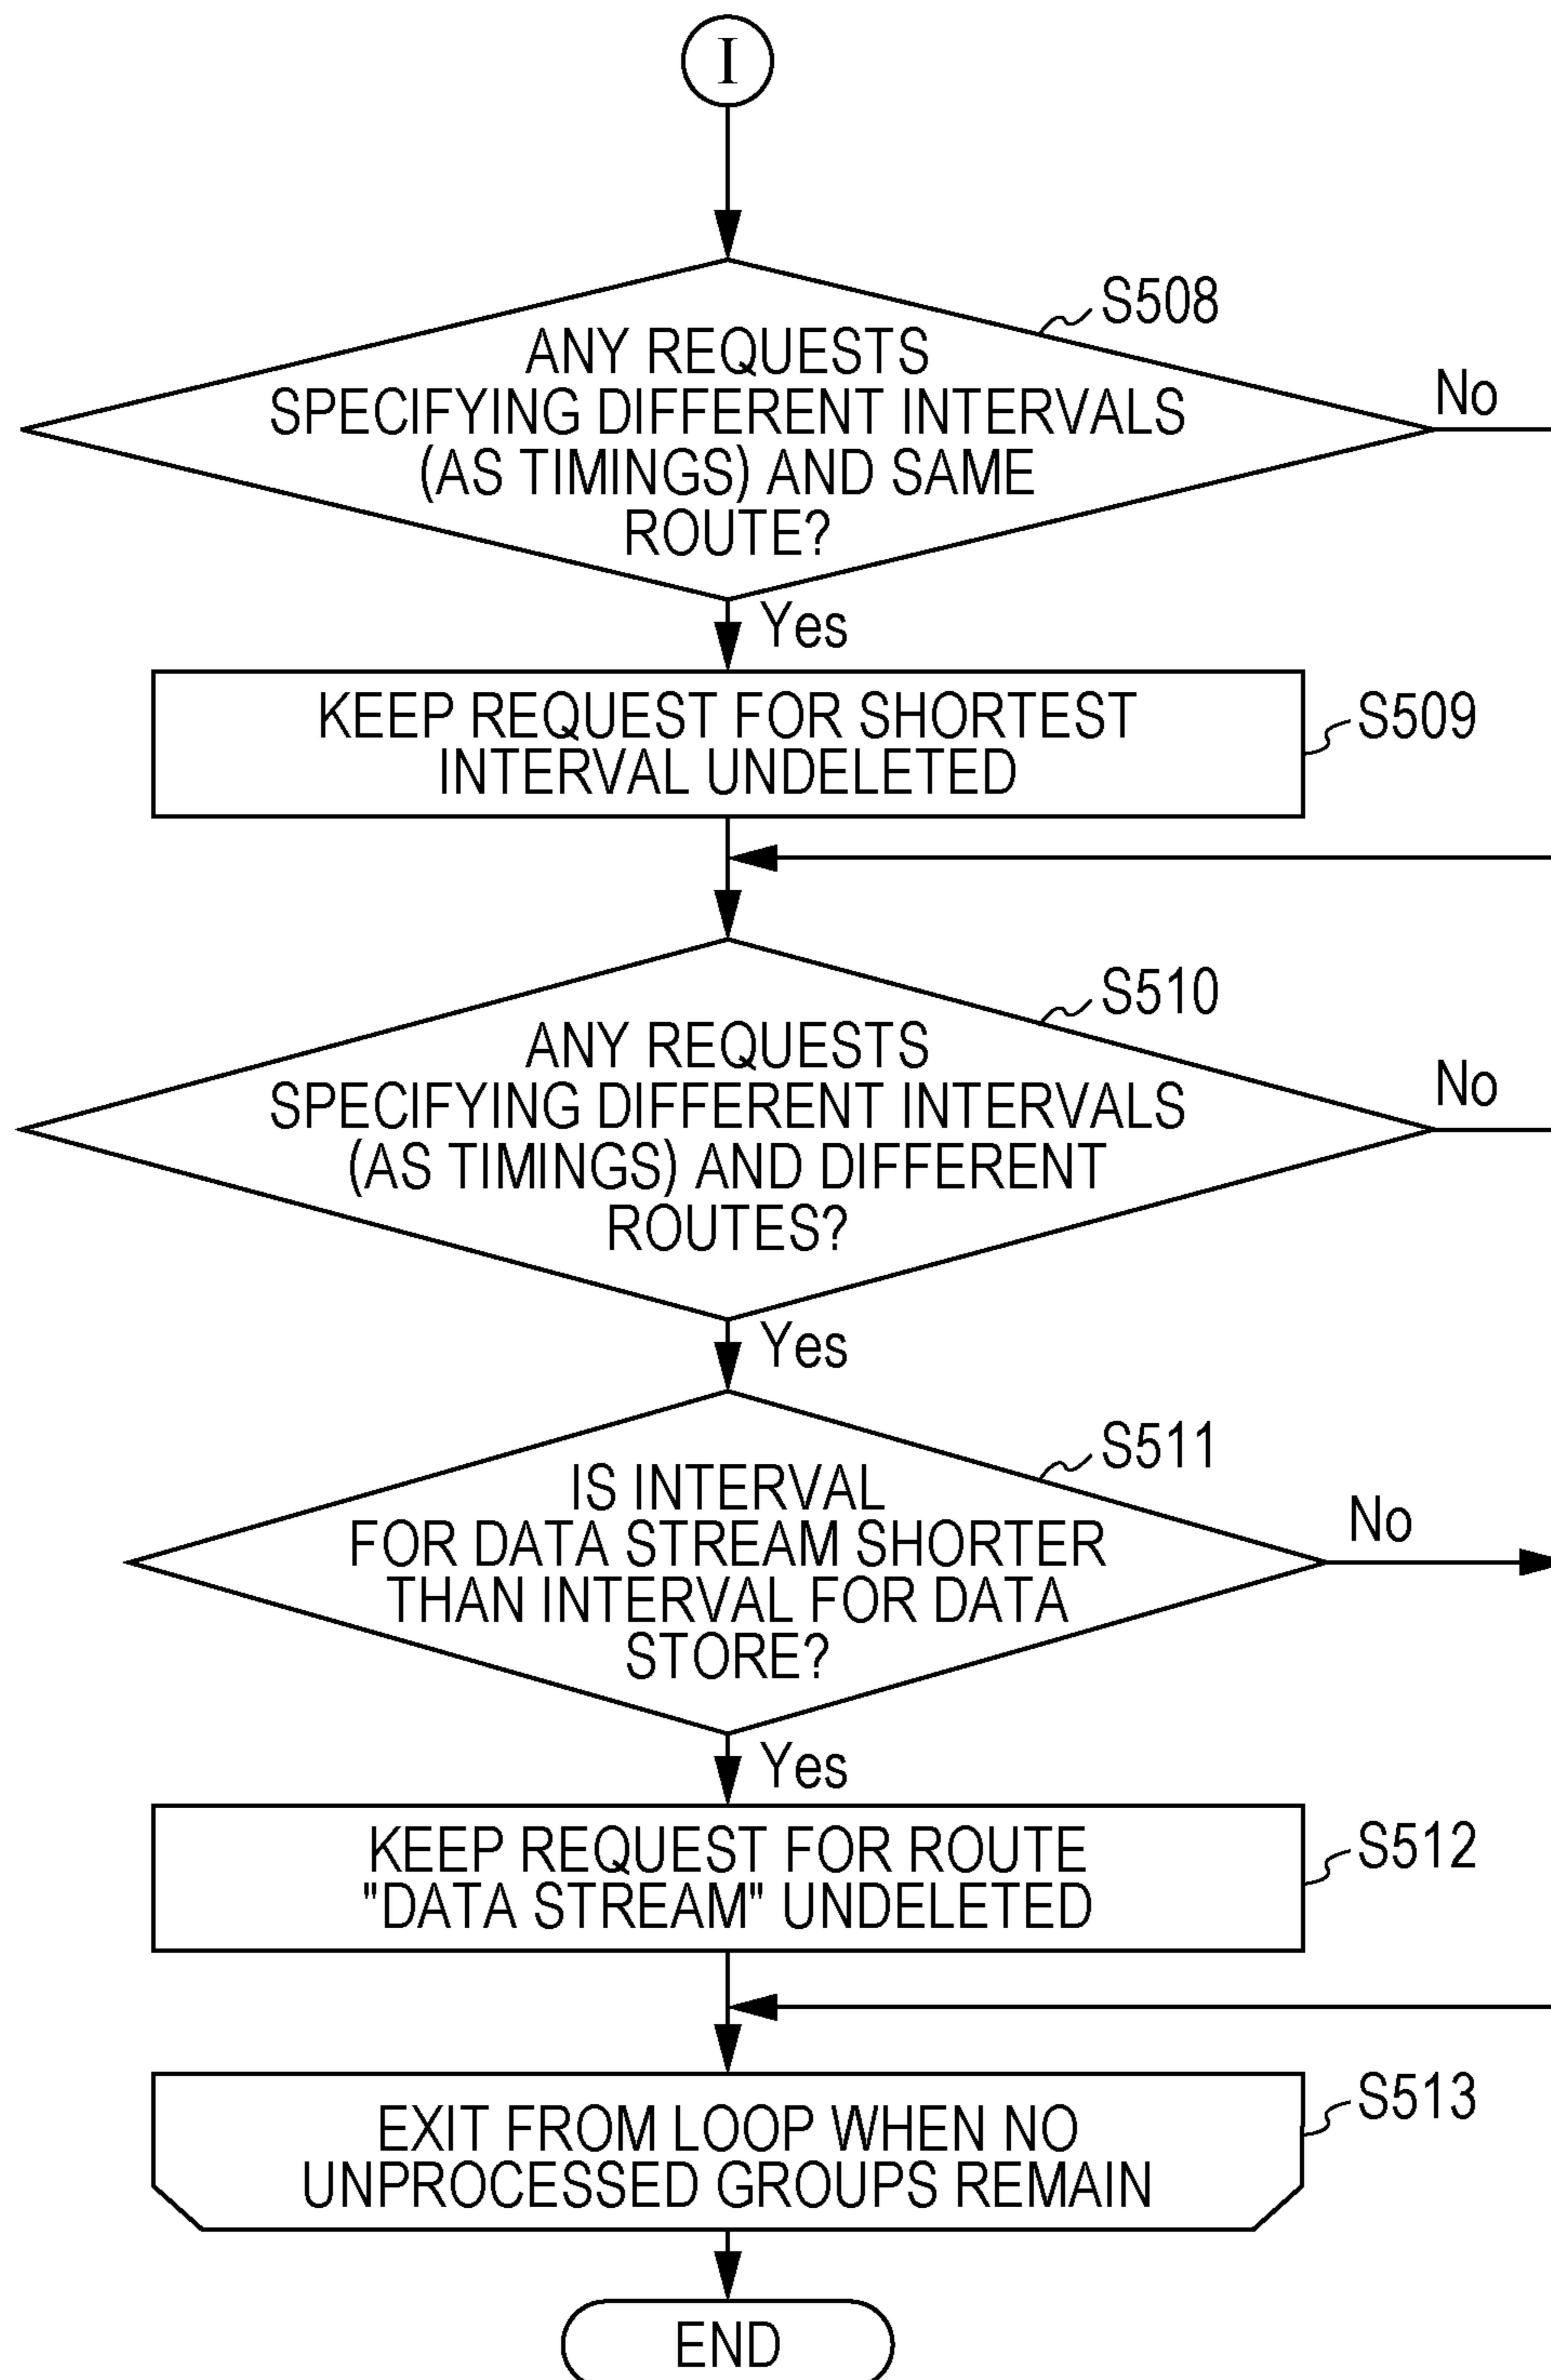 I
S508
ANY REQUESTS
SPECIFYING DIFFERENT INTERVALS
(AS TIMINGS) AND SAME
ROUTE?
No
Yes
KEEP REQUEST FOR SHORTEST
INTERVAL UNDELETED
S509
S510
ANY REQUESTS
SPECIFYING DIFFERENT INTERVALS
(AS TIMINGS) AND DIFFERENT
ROUTES?
No
Yes
S511
IS INTERVAL
FOR DATA STREAM SHORTER
THAN INTERVAL FOR DATA
STORE?
No
Yes
KEEP REQUEST FOR ROUTE
"DATA STREAM" UNDELETED
S512
EXIT FROM LOOP WHEN NO
UNPROCESSED GROUPS REMAIN
S513
END